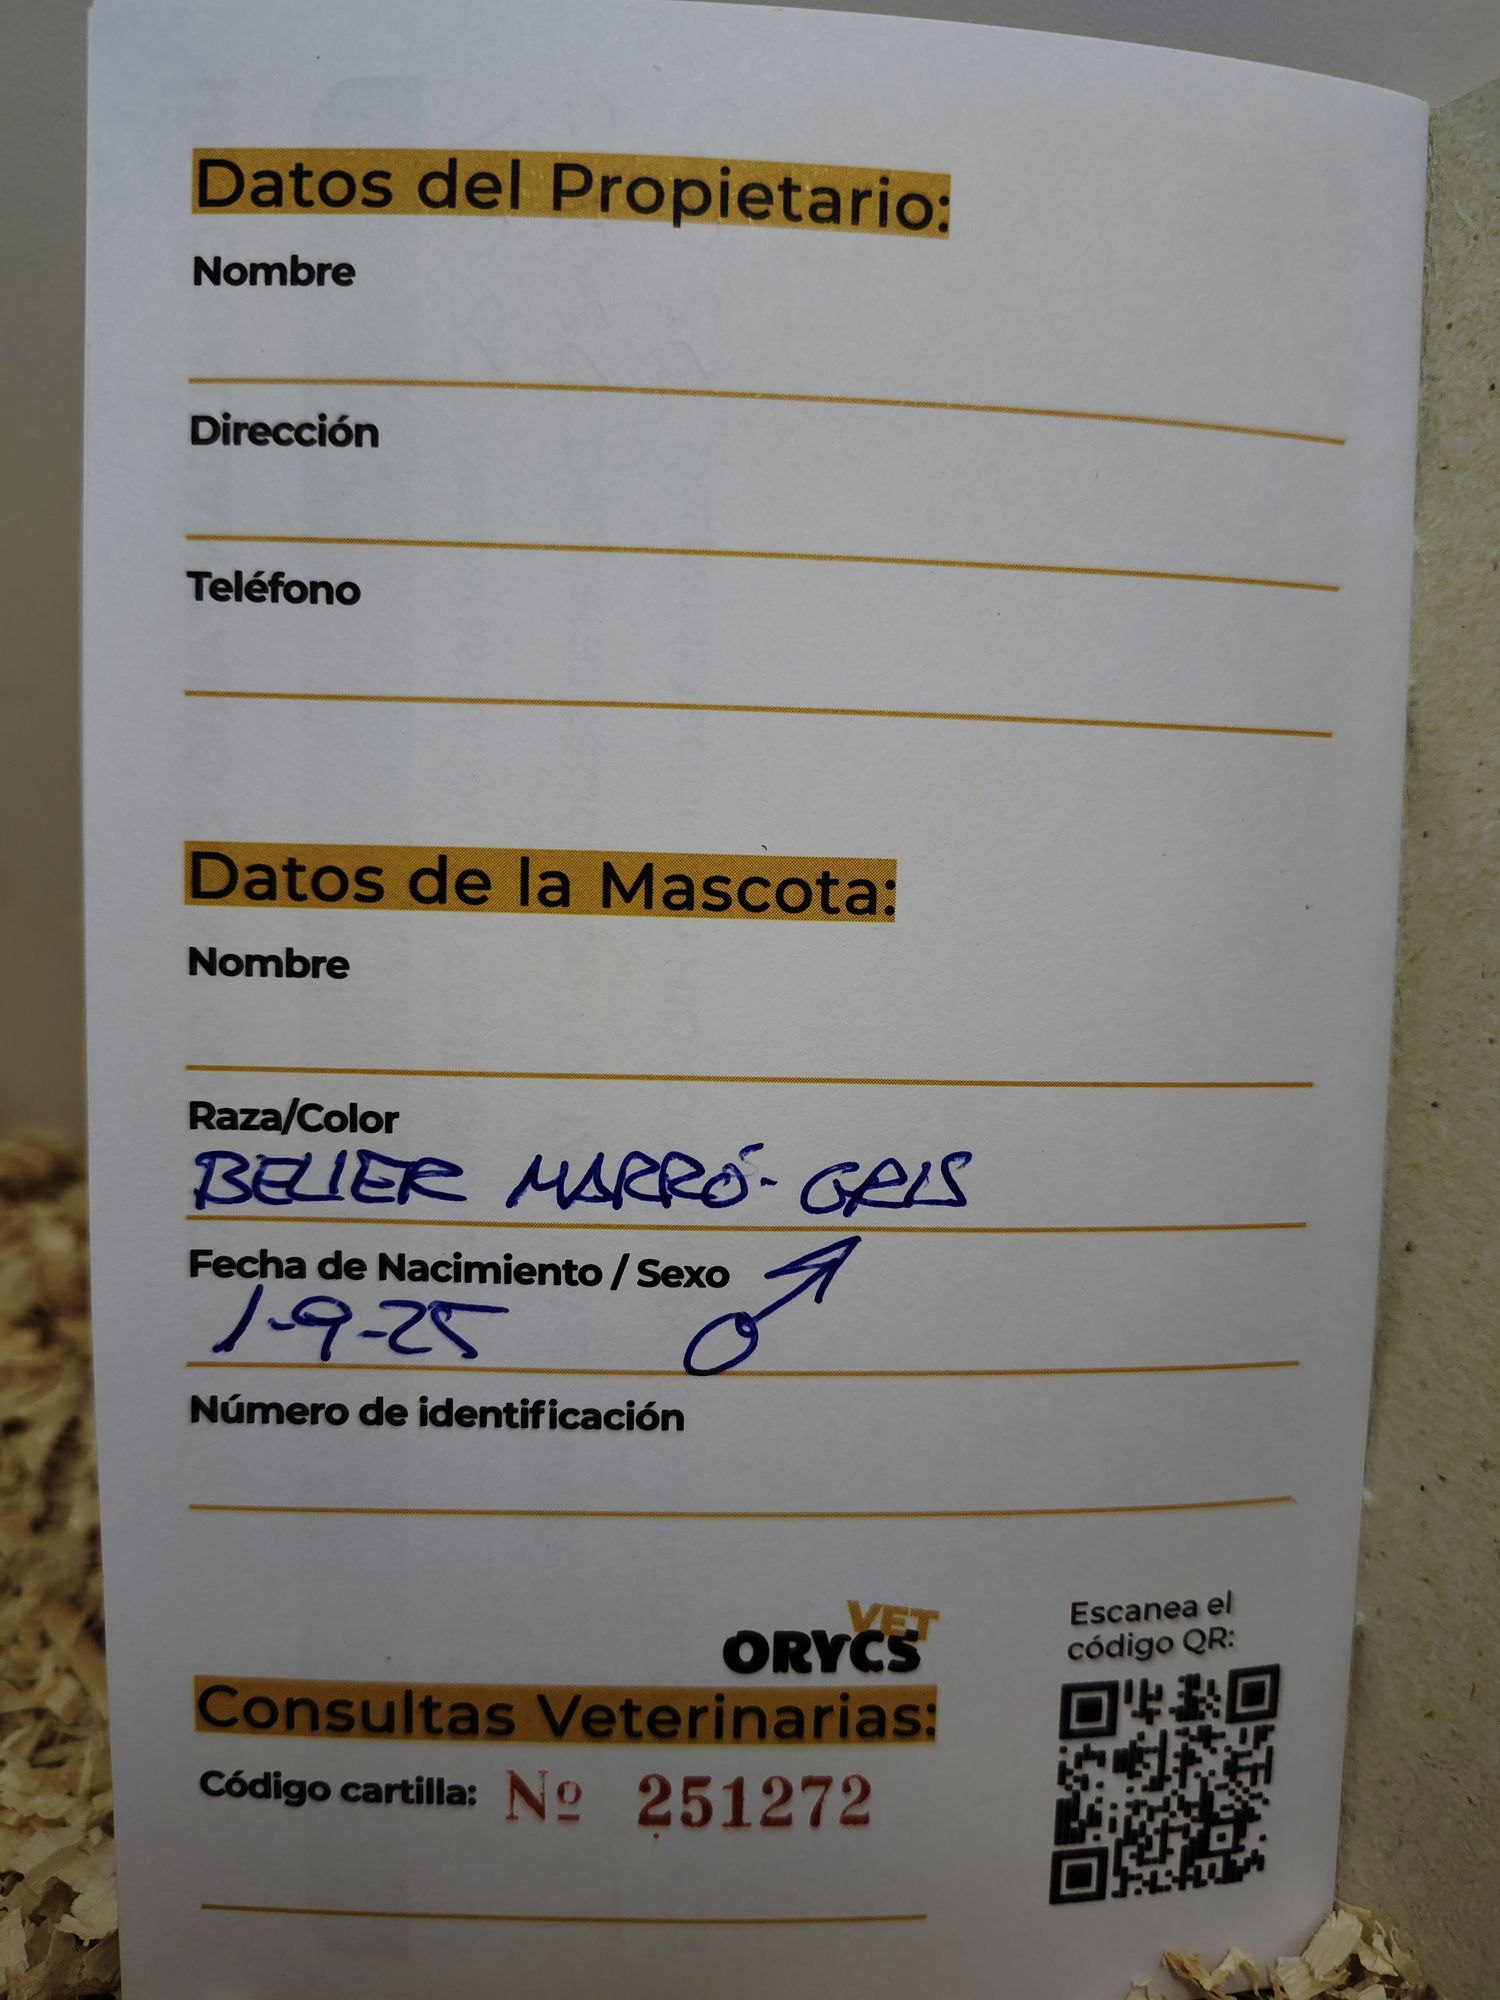 Datos del Propietario:
Nombre
Dirección
Teléfono
Datos de la Mascota:
Nombre
Raza/Color
BELIER MARRÓ-GRIS
Fecha de Nacimiento / Sexo
1-9-25 ♂
Número de identificación
VET
ORYCS
Consultas Veterinarias:
Código cartilla: Nº 251272
Escanea el
código QR: